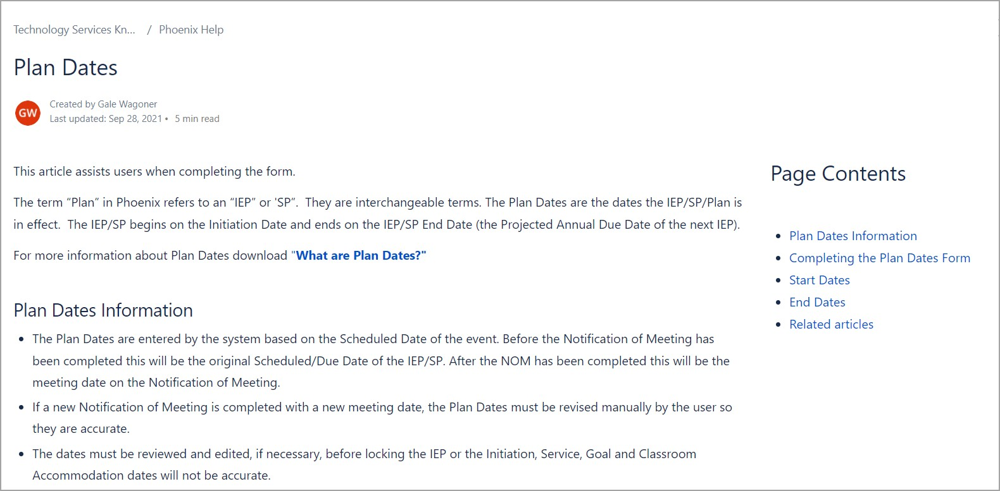 Technology Services Kn... / Phoenix Help
Plan Dates
GW
Created by Gale Wagoner
Last updated: Sep 28, 2021 • 5 min read
This article assists users when completing the form.
The term “Plan” in Phoenix refers to an “IEP” or 'SP”. They are interchangeable terms. The Plan Dates are the dates the IEP/SP/Plan is
in effect. The IEP/SP begins on the Initiation Date and ends on the IEP/SP End Date (the Projected Annual Due Date of the next IEP).
For more information about Plan Dates download "What are Plan Dates?"
Plan Dates Information
• The Plan Dates are entered by the system based on the Scheduled Date of the event. Before the Notification of Meeting has
been completed this will be the original Scheduled/Due Date of the IEP/SP. After the NOM has been completed this will be the
meeting date on the Notification of Meeting.
• If a new Notification of Meeting is completed with a new meeting date, the Plan Dates must be revised manually by the user so
they are accurate.
• The dates must be reviewed and edited, if necessary, before locking the IEP or the Initiation, Service, Goal and Classroom
Accommodation dates will not be accurate.
Page Contents
• Plan Dates Information
• Completing the Plan Dates Form
• Start Dates
• End Dates
• Related articles